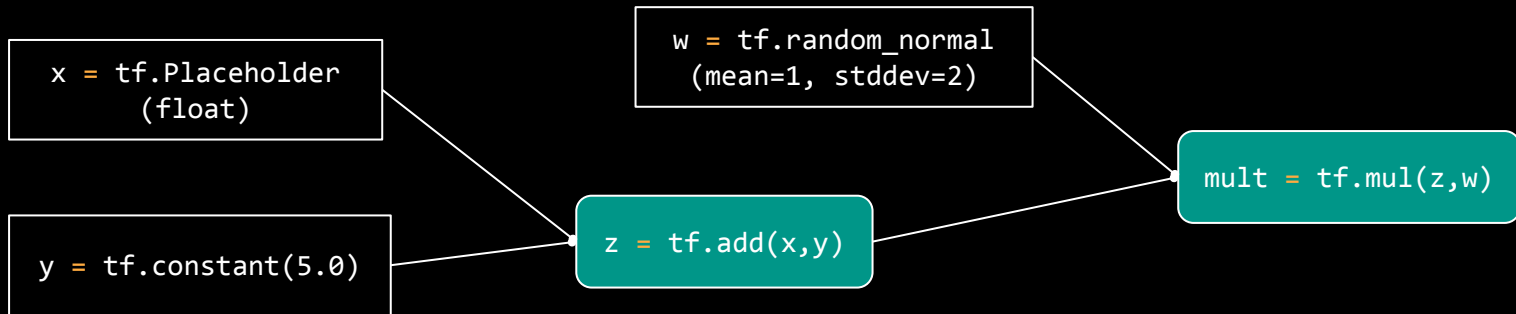 x = tf.Placeholder
(float)
w = tf.random_normal
(mean=1, stddev=2)
y = tf.constant(5.0)
z = tf.add(x,y)
mult = tf.mul(z,w)